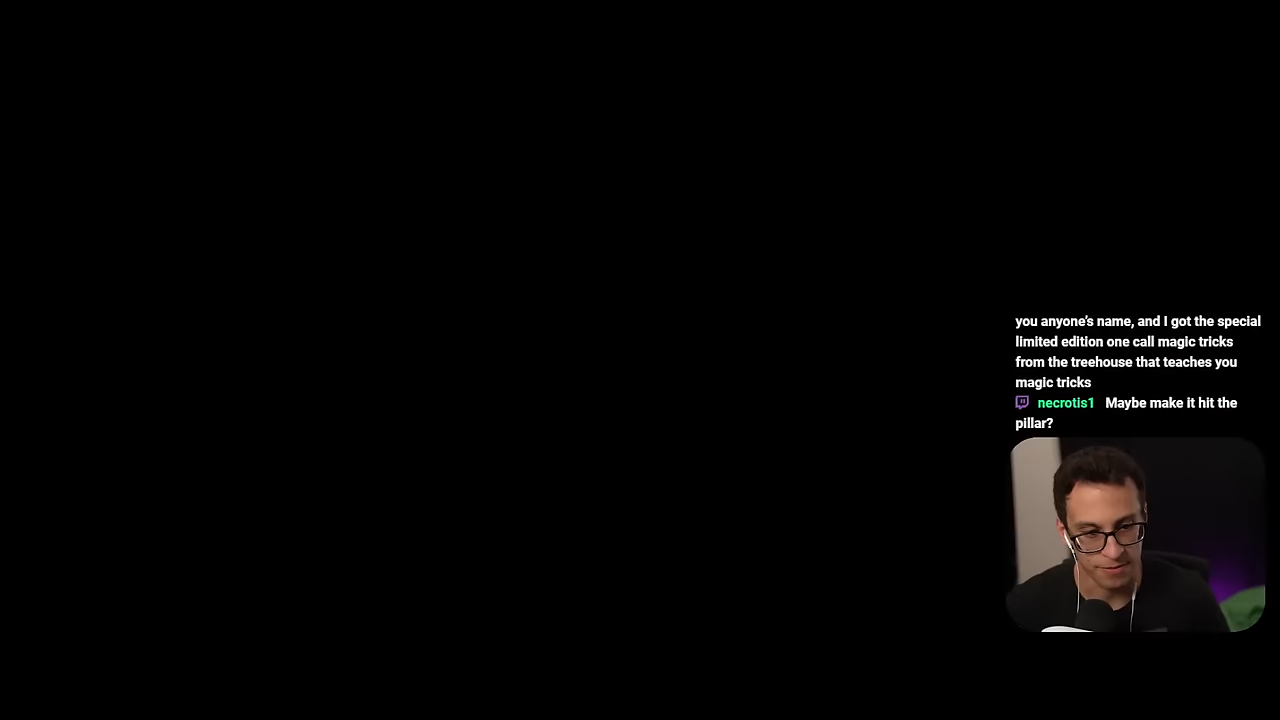 you anyone's name, and I got the special
limited edition one call magic tricks
from the treehouse that teaches you
magic tricks
necrotis1 Maybe make it hit the
pillar?